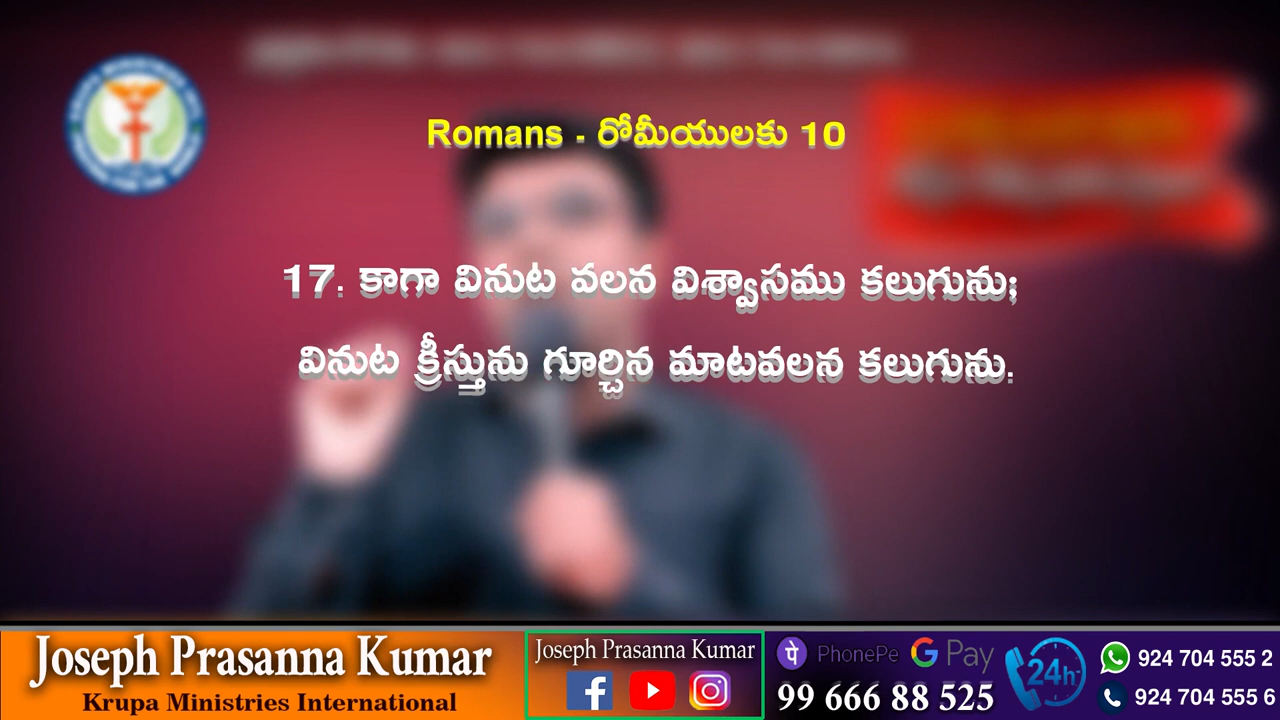 Romans - రోమీయులకు 10
17. కాగా వినుట వలన విశ్వాసము కలుగును;
వినుట క్రీస్తును గూర్చిన మాటవలన కలుగును.
Joseph Prasanna Kumar
Krupa Ministries International
Joseph Prasanna Kumar
PhonePe G Pay
99 666 88 525
24h
924 704 555 2
924 704 555 6